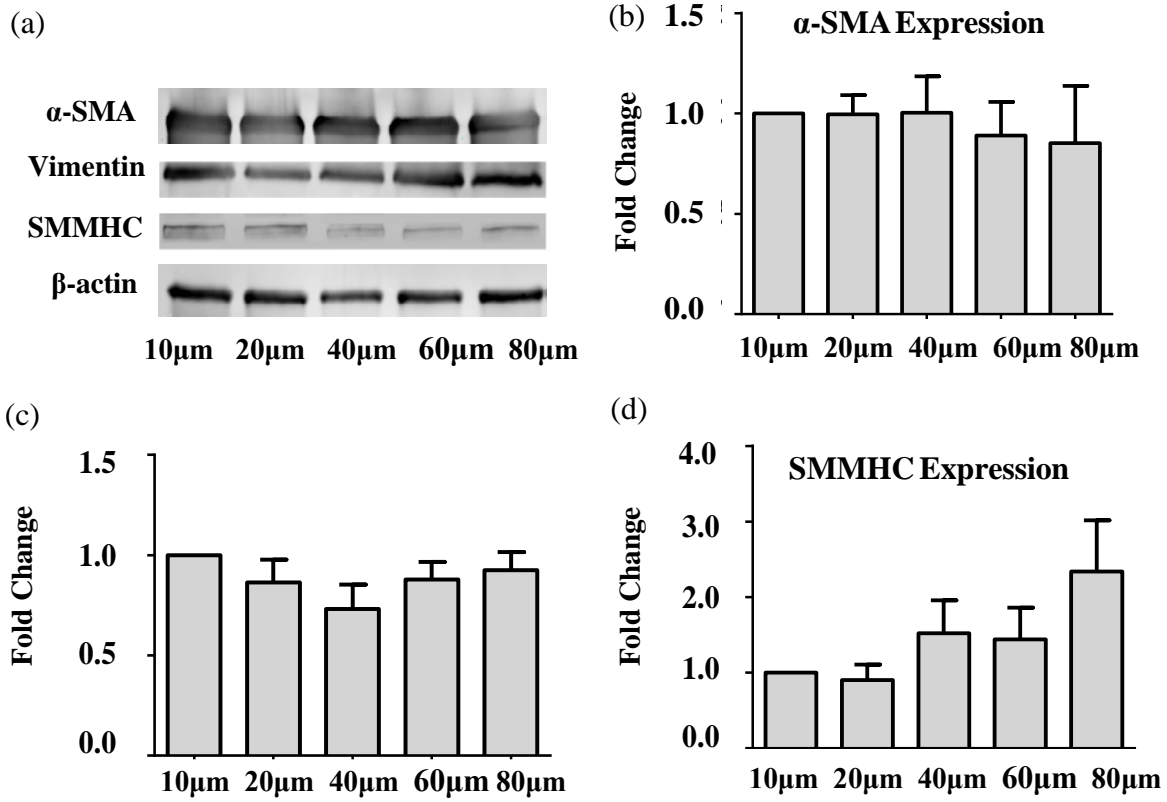 (a)
α-SMA
Vimentin
SMMHC
β-actin
10μm 20μm 40μm 60μm 80μm
(b)
α-SMA Expression
Fold Change
1.5
1.0
0.5
0.0
10μm 20μm 40μm 60μm 80μm
(c)
Fold Change
1.5
1.0
0.5
0.0
10μm 20μm 40μm 60μm 80μm
(d)
SMMHC Expression
Fold Change
4.0
3.0
2.0
1.0
0.0
10μm 20μm 40μm 60μm 80μm